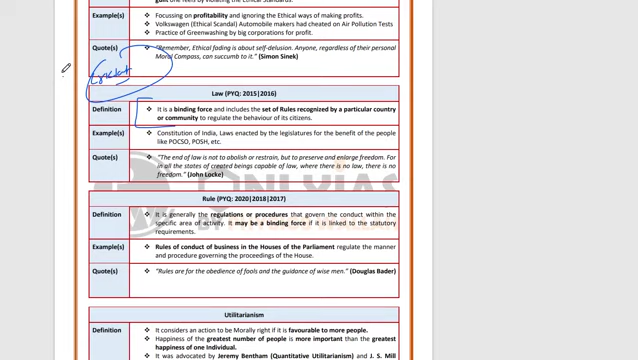 guilt one feels by violating the Ethical Standards.
Example(s)
❖ Focussing on profitability and ignoring the Ethical ways of making profits.
❖ Volkswagen (Ethical Scandal) Automobile makers had cheated on Air Pollution Tests
❖ Practice of Greenwashing by big corporations for profit.
Quote(s)
❖ "Remember, Ethical fading is about self-delusion. Anyone, regardless of their personal
Moral Compass, can succumb to it." (Simon Sinek)
Law (PYQ: 2015|2016)
Definition
❖ It is a binding force and includes the set of Rules recognized by a particular country
or community to regulate the behaviour of its citizens.
Example(s)
❖ Constitution of India, Laws enacted by the legislatures for the benefit of the people
like POCSO, POSH, etc.
Quote(s)
❖ "The end of law is not to abolish or restrain, but to preserve and enlarge freedom. For
in all the states of created beings capable of law, where there is no law, there is no
freedom." (John Locke)
Rule (PYQ: 2020|2018|2017)
Definition
❖ It is generally the regulations or procedures that govern the conduct within the
specific area of activity. It may be a binding force if it is linked to the statutory
requirements.
Example(s)
❖ Rules of conduct of business in the Houses of the Parliament regulate the manner
and procedure governing the proceedings of the House.
Quote(s)
❖ "Rules are for the obedience of fools and the guidance of wise men." (Douglas Bader)
Utilitarianism
Definition
❖ It considers an action to be Morally right if it is favourable to more people.
❖ Happiness of the greatest number of people is more important than the greatest
happiness of one Individual.
❖ It was advocated by Jeremy Bentham (Quantitative Utilitarianism) and J. S. Mill